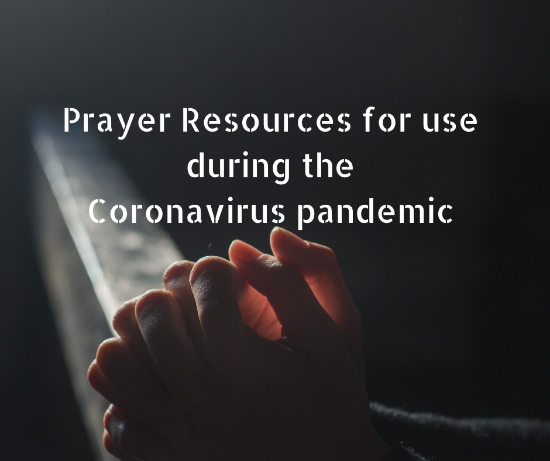 Prayer Resources for use
during the
Coronavirus pandemic